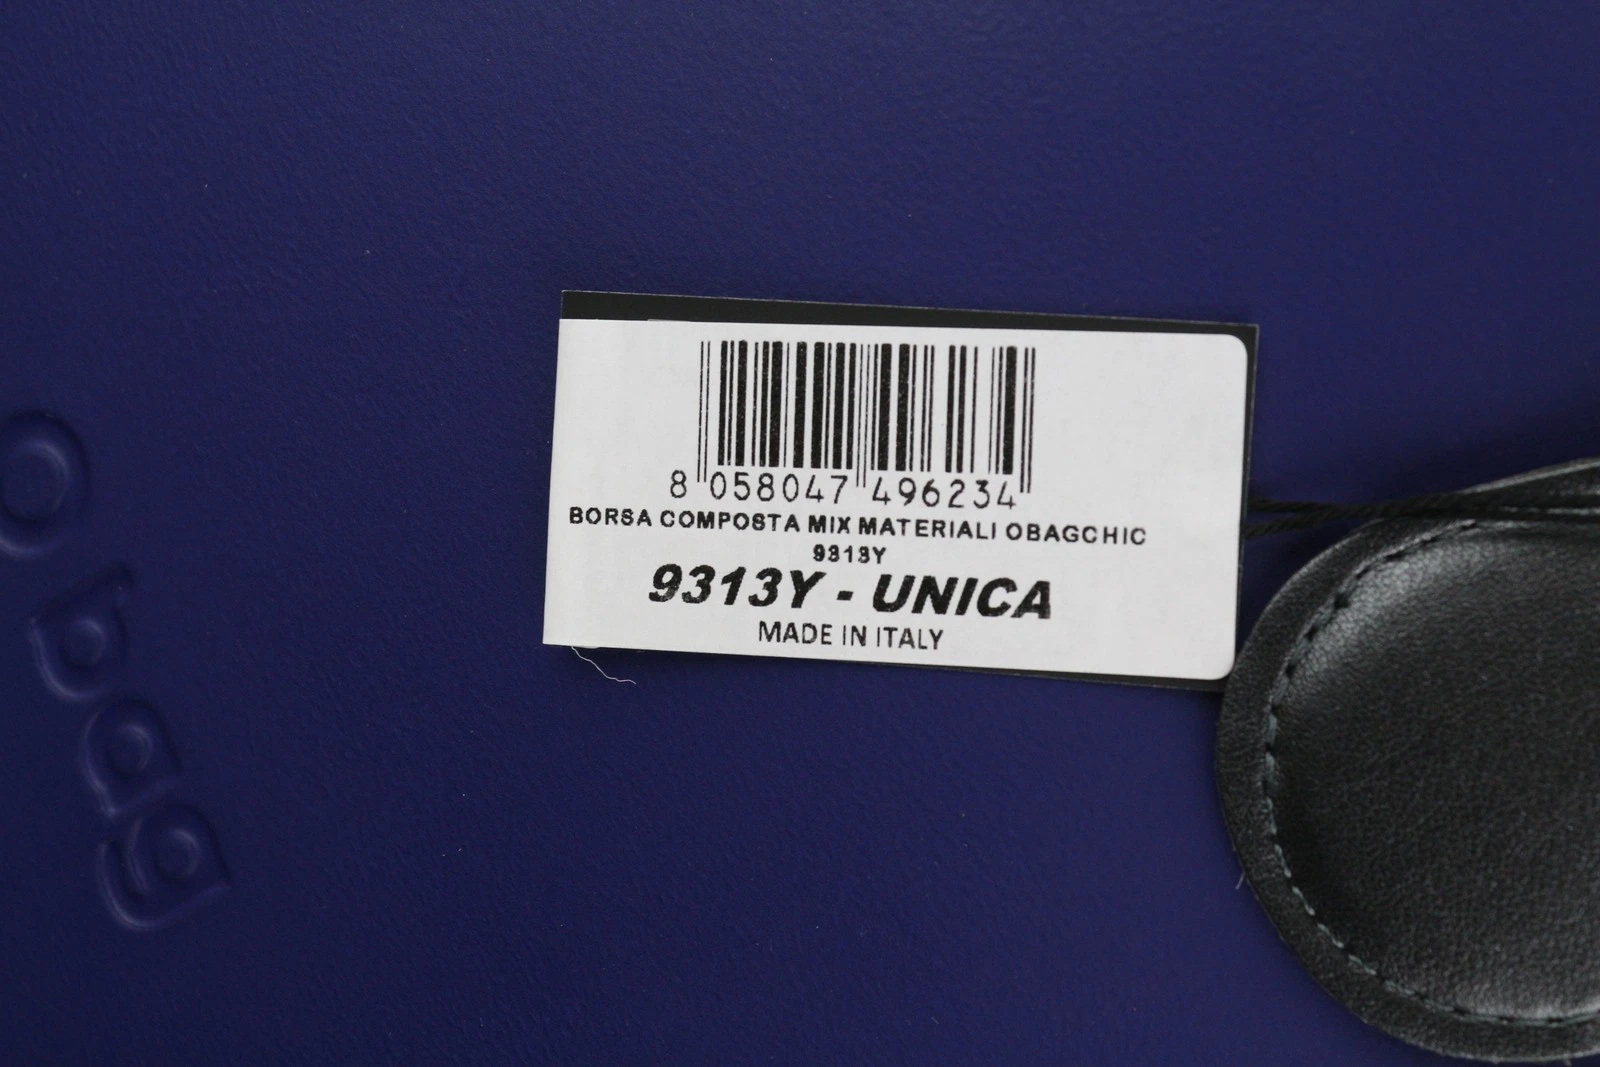 8 058047 496234
BORSA COMPOSTA MIX MATERIALI OBAGCHIC
9313Y
9313Y - UNICA
MADE IN ITALY
o bag